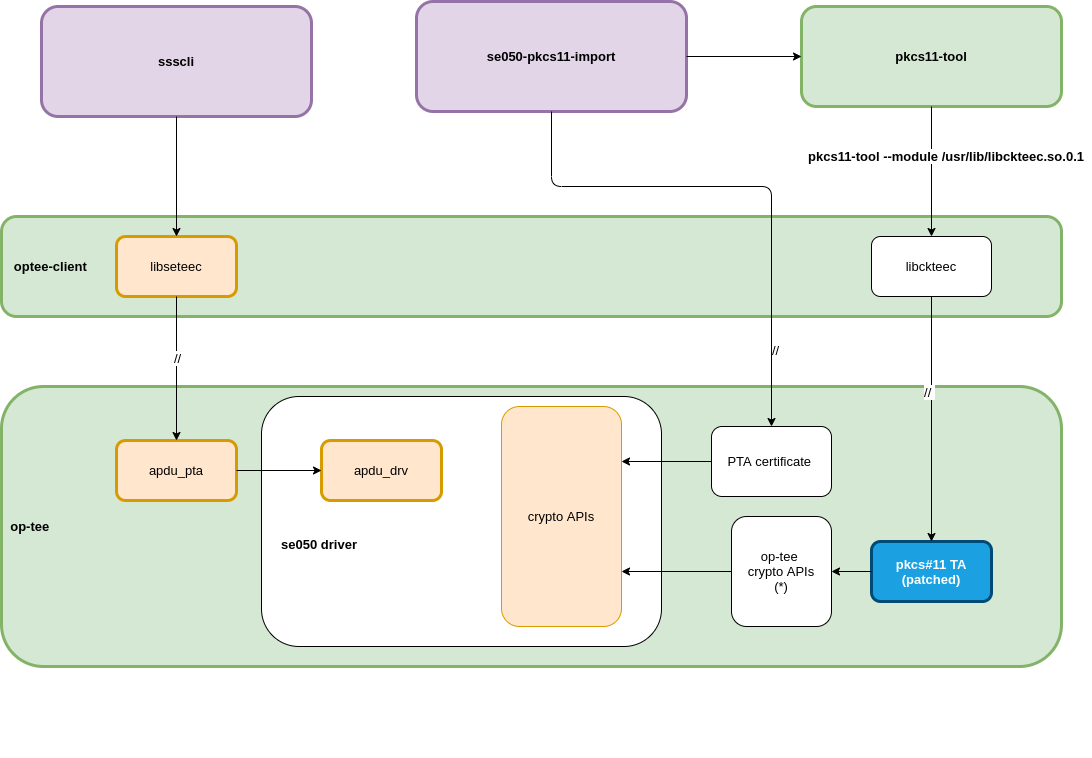 ssscli
se050-pkcs11-import
pkcs11-tool
pkcs11-tool --module /usr/lib/libckteec.so.0.1
optee-client
libseteec
libckteec
//
//
//
op-tee
apdu_pta
apdu_drv
se050 driver
crypto APIs
PTA certificate
op-tee
crypto APIs
(*)
pkcs#11 TA
(patched)